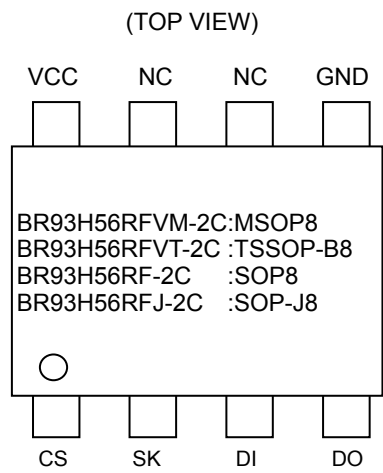 (TOP VIEW)
VCC NC NC GND
BR93H56RFVM-2C:MSOP8
BR93H56RFVT-2C :TSSOP-B8
BR93H56RF-2C :SOP8
BR93H56RFJ-2C :SOP-J8
CS SK DI DO